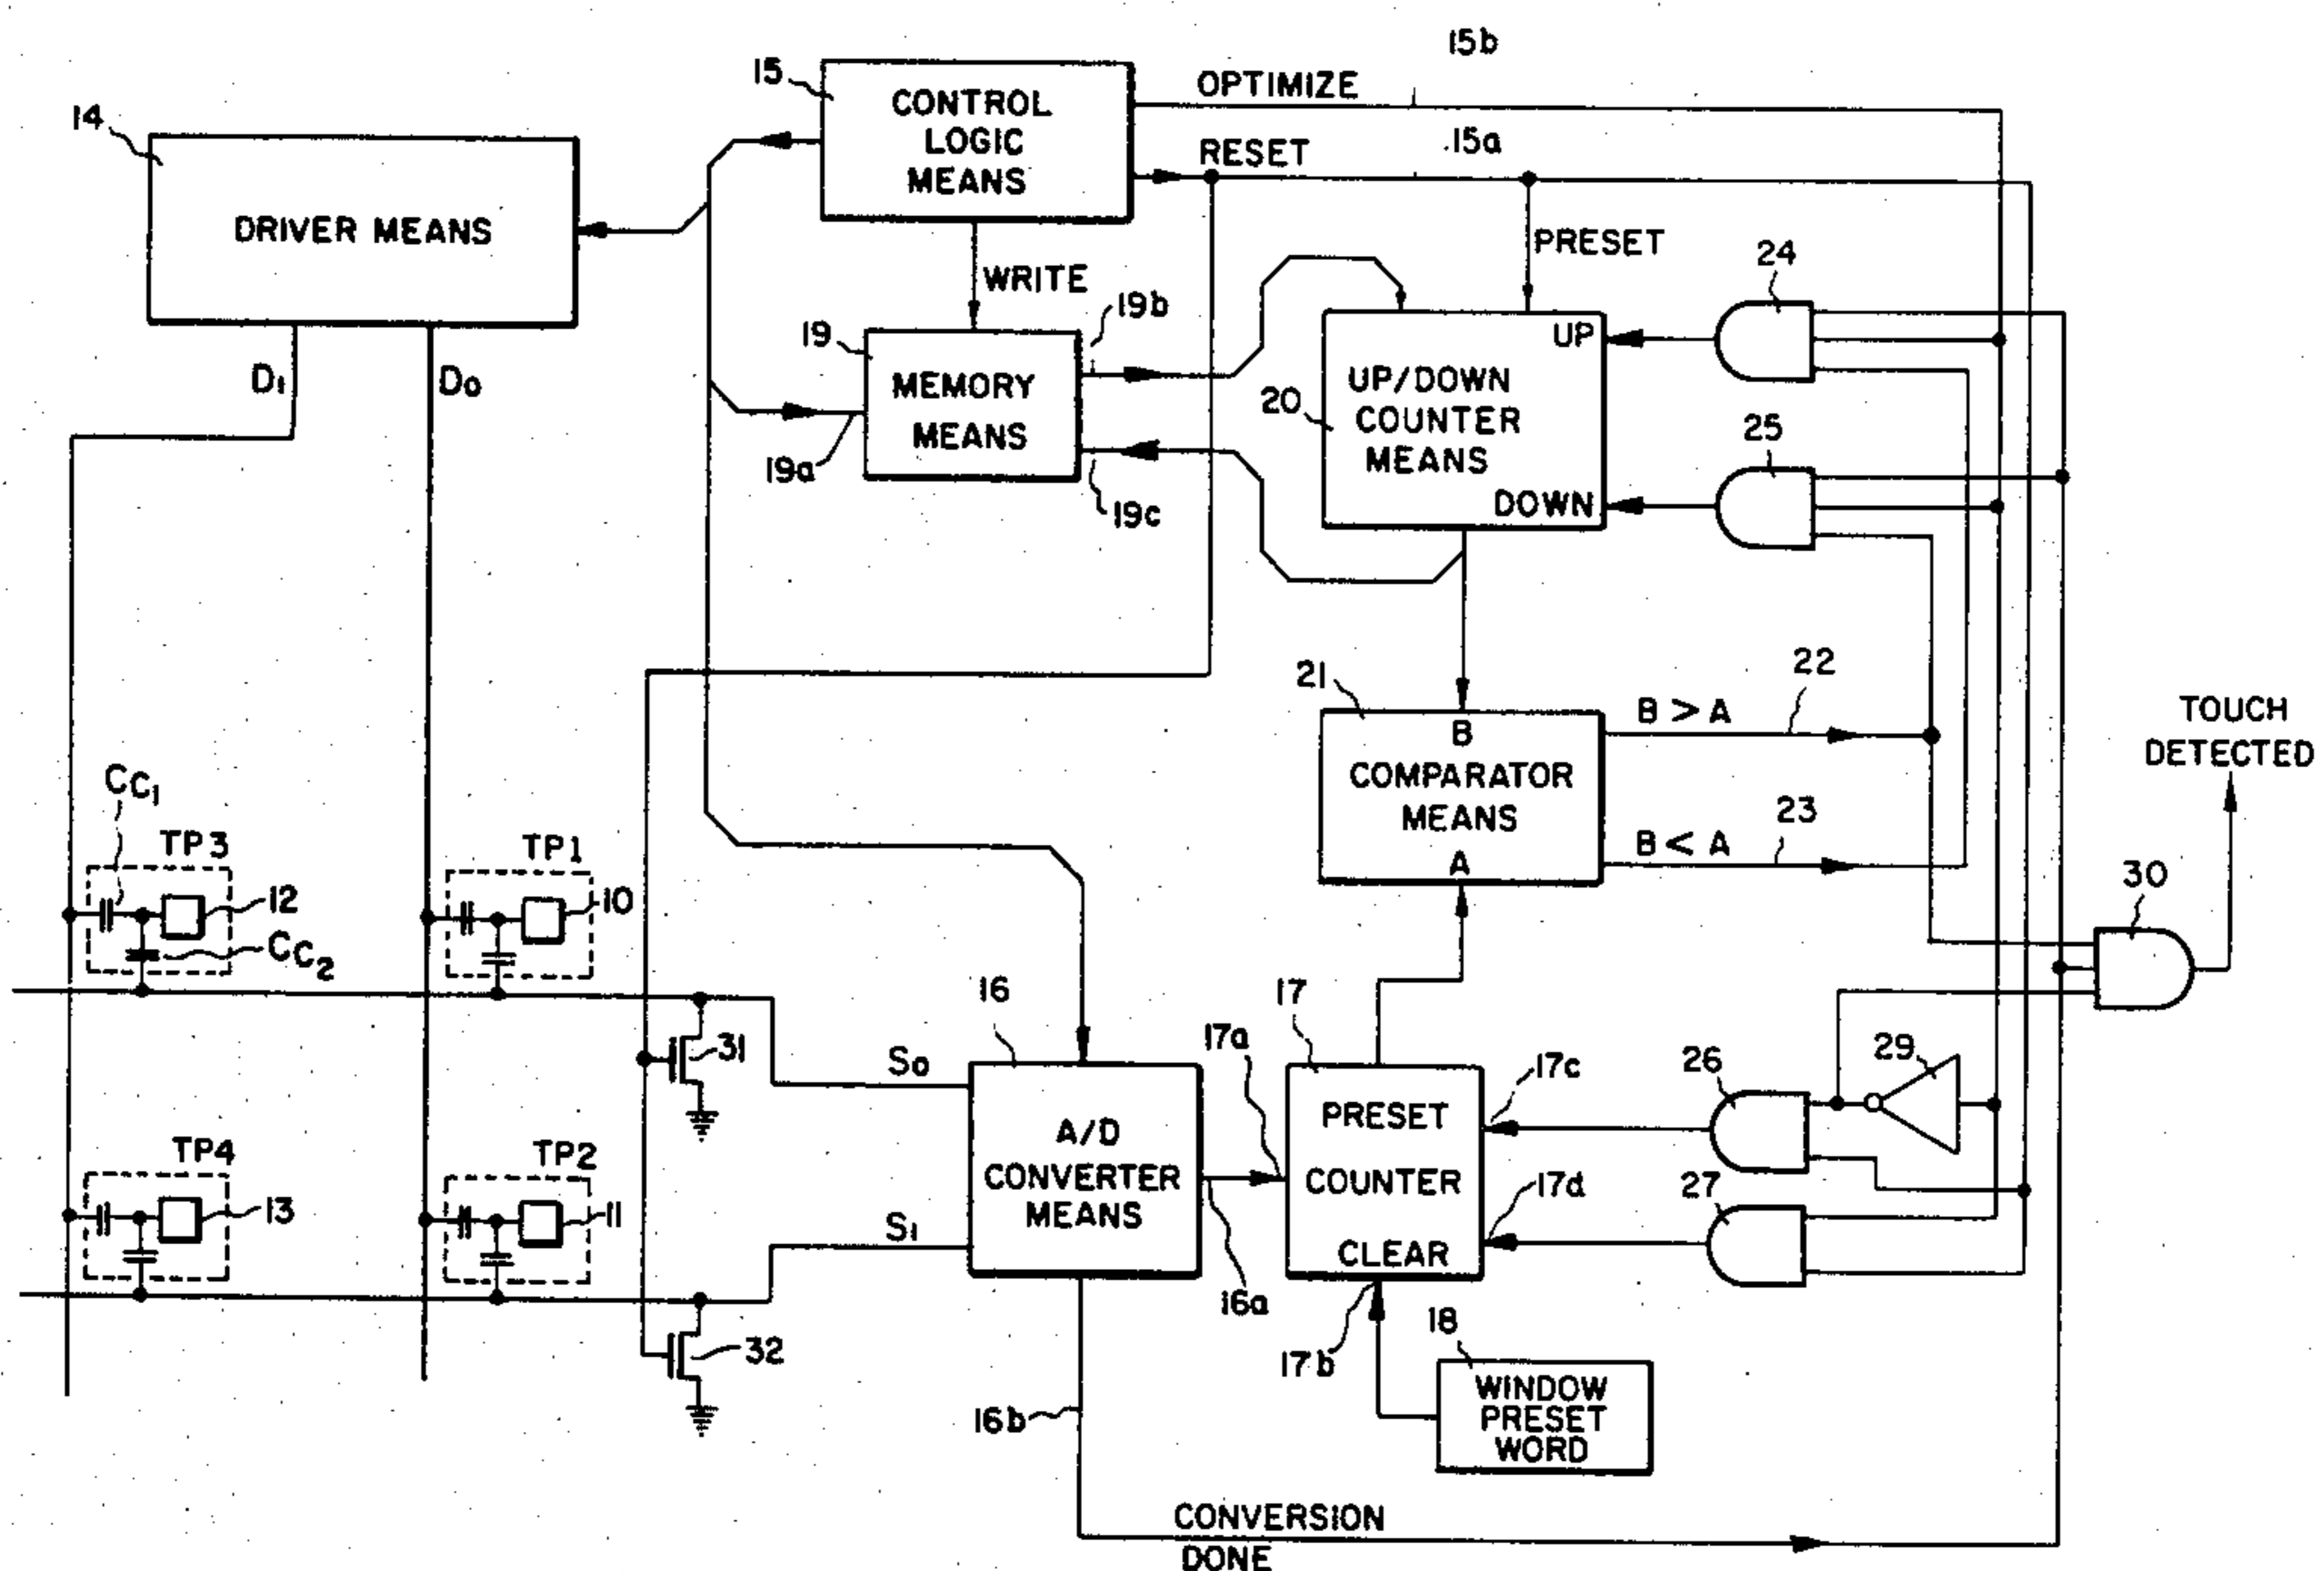 15b
OPTIMIZE
15
CONTROL
LOGIC
MEANS
14
.15a
RESET
DRIVER MEANS
PRESET
24
WRITE
19b
19
UP
MEMORY
MEANS
UP/DOWN
COUNTER
MEANS
20
25
D1
D0
19a
19c
DOWN
21
22
B > A
TOUCH
DETECTED
B
COMPARATOR
MEANS
A
23
B < A
CC1
TP3
12
CC2
TP1
10
30
16
17
31
S0
17a
17c
26
29
PRESET
COUNTER
CLEAR
A/D
CONVERTER
MEANS
TP4
13
TP2
11
S1
17d
27
16a
32
17b
18
WINDOW
PRESET
WORD
16b
CONVERSION
DONE